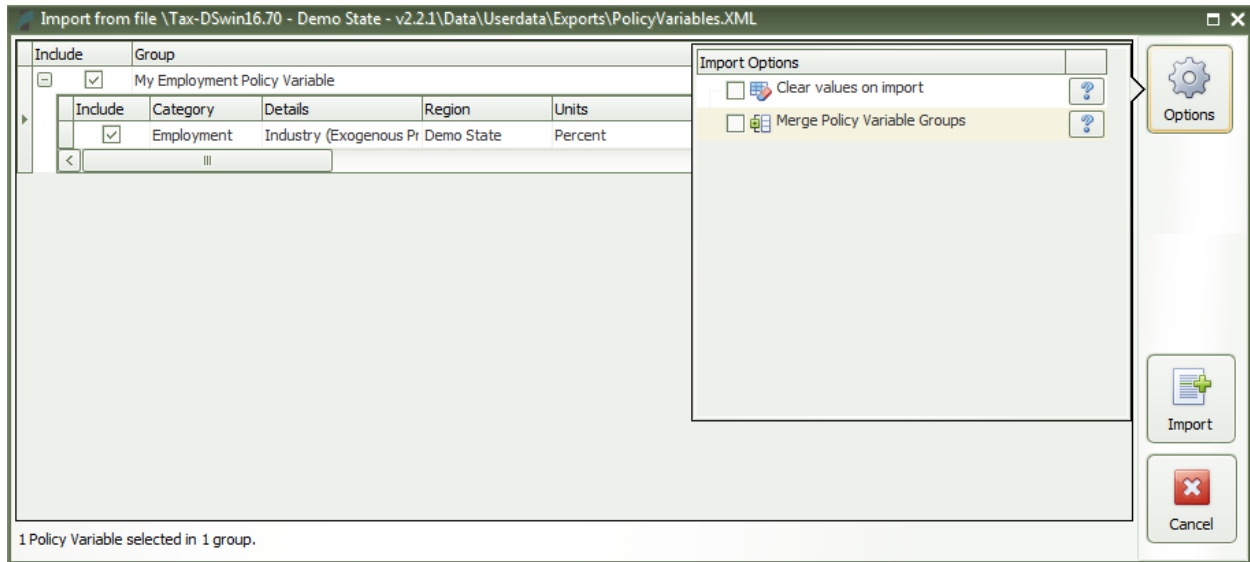 Import from file \Tax-DSwin16.70 - Demo State - v2.2.1\Data\Userdata\Exports\PolicyVariables.XML
Include Group
My Employment Policy Variable
Include Category Details Region Units
Employment Industry (Exogenous Pr Demo State Percent
Import Options
Clear values on import
Merge Policy Variable Groups
Options
Import
Cancel
1 Policy Variable selected in 1 group.